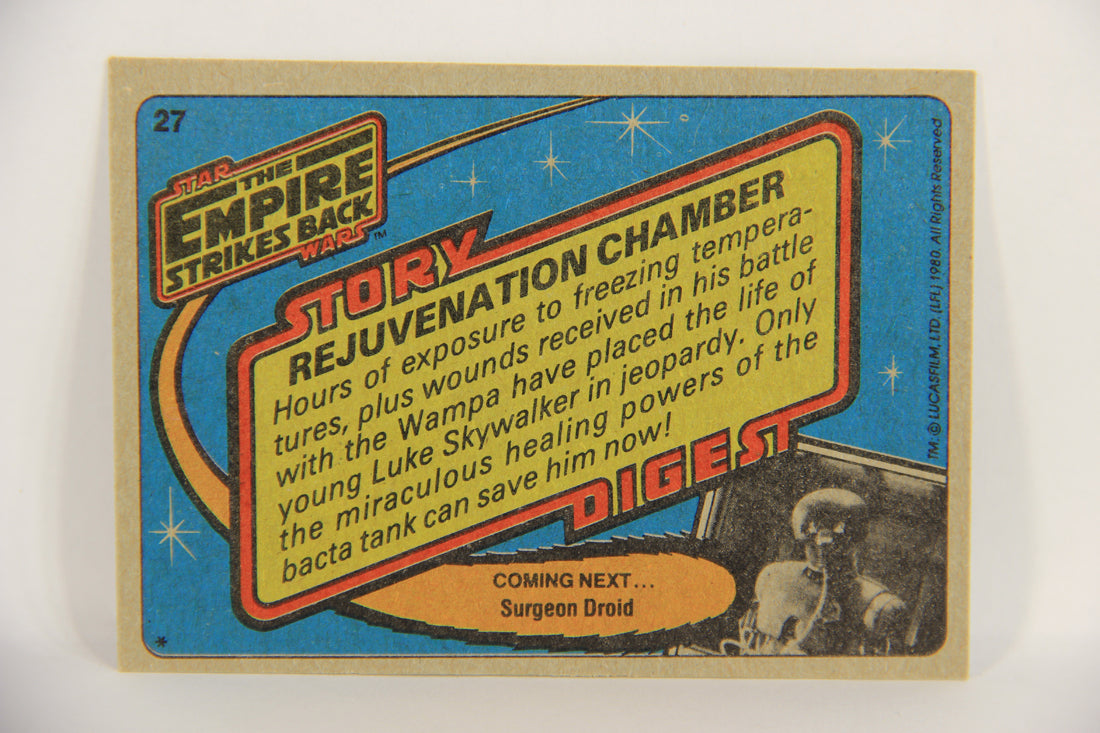 27
STAR
THE
EMPIRE
STRIKES BACK
WARS™
STORY
REJUVENATION CHAMBER
Hours of exposure to freezing tempera-
tures, plus wounds received in his battle
with the Wampa have placed the life of
young Luke Skywalker in jeopardy. Only
the miraculous healing powers of the
bacta tank can save him now!
DIGEST
COMING NEXT...
Surgeon Droid
*
TM: © LUCASFILM, LTD. (LFL) 1980. All Rights Reserved